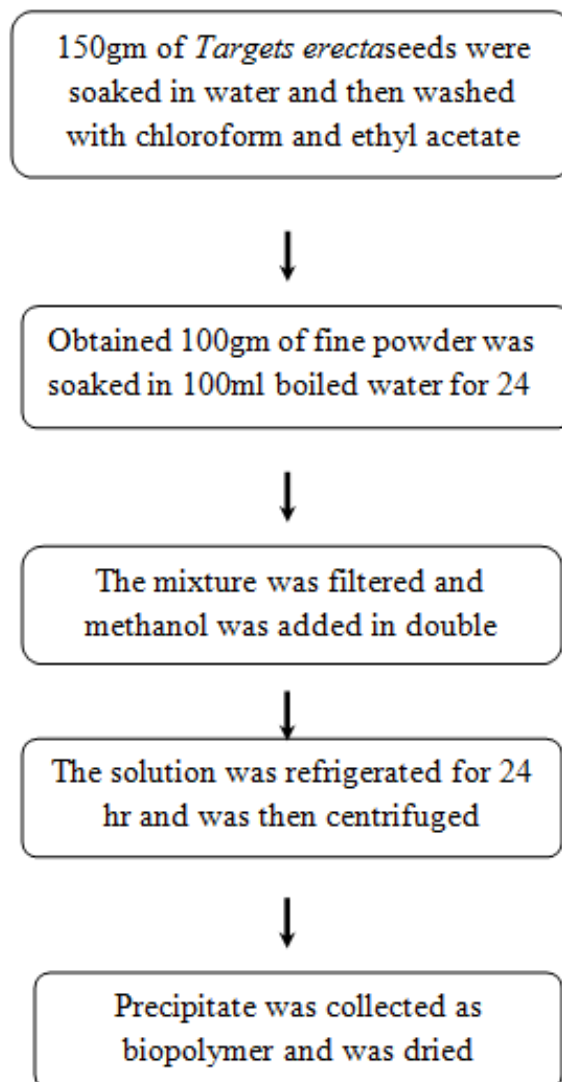 150gm of Targets erectaseeds were
soaked in water and then washed
with chloroform and ethyl acetate
Obtained 100gm of fine powder was
soaked in 100ml boiled water for 24
The mixture was filtered and
methanol was added in double
The solution was refrigerated for 24
hr and was then centrifuged
Precipitate was collected as
biopolymer and was dried